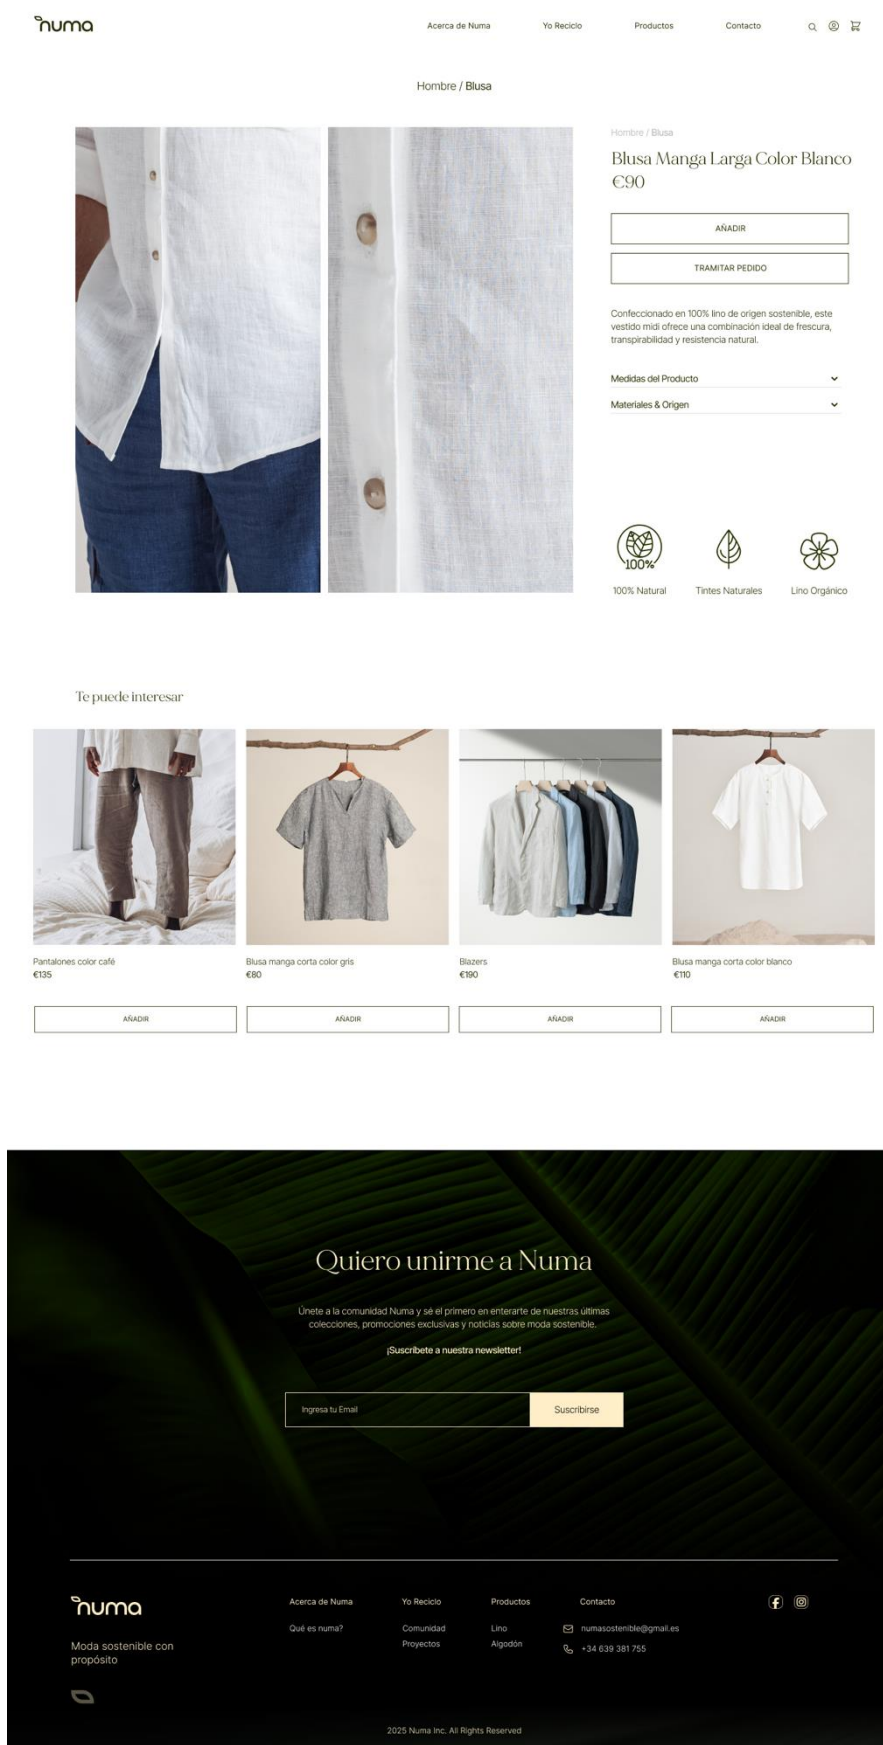 numa
Acerca de Numa
Yo Reciclo
Productos
Contacto
Hombre / Blusa
Hombre / Blusa
Blusa Manga Larga Color Blanco
€90
AÑADIR
TRAMITAR PEDIDO
Confeccionado en 100% lino de origen sostenible, este
vestido midi ofrece una combinación ideal de frescura,
transpirabilidad y resistencia natural.
Medidas del Producto
Materiales & Origen
100%
100% Natural
Tintes Naturales
Lino Orgánico
Te puede interesar
Pantalones color café
€135
AÑADIR
Blusa manga corta color gris
€80
AÑADIR
Blazers
€190
AÑADIR
Blusa manga corta color blanco
€110
AÑADIR
Quiero unirme a Numa
Únete a la comunidad Numa y sé el primero en enterarte de nuestras últimas
colecciones, promociones exclusivas y noticias sobre moda sostenible.
¡Suscríbete a nuestra newsletter!
Ingresa tu Email
Suscribirse
numa
Moda sostenible con
propósito
Acerca de Numa
Qué es numa?
Yo Reciclo
Comunidad
Proyectos
Productos
Lino
Algodón
Contacto
numasostenible@gmail.es
+34 639 381 755
2025 Numa Inc. All Rights Reserved